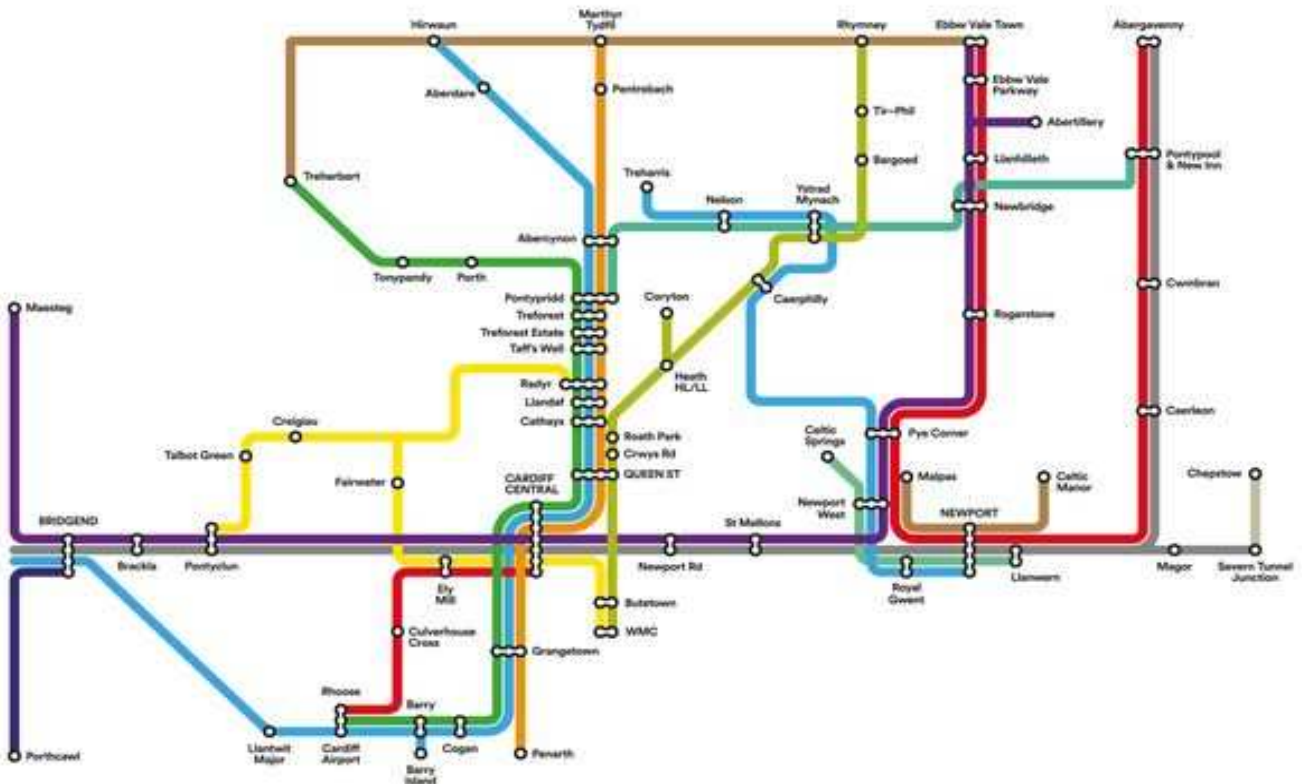 Hirwaun
Merthyr
Tydfil
Rhymney
Ebbw Vale Town
Abergavenny
Aberdare
Pentrebach
Ebbw Vale
Parkway
Tir-Phil
Abertillery
Treherbert
Treharris
Nelson
Ystrad
Mynach
Bargoed
Llanhilleth
Pontypool
& New Inn
Newbridge
Abercynon
Tonypandy
Porth
Maesteg
Pontypridd
Treforest
Treforest Estate
Taff's Well
Coryton
Caerphilly
Cwmbran
Rogerstone
Radyr
Llandaf
Cathays
Heath
HL/LL
Creigiau
Talbot Green
Roath Park
Crwys Rd
QUEEN ST
Caerleon
Celtic
Springs
Pye Corner
Malpas
Celtic
Manor
Chepstow
Fairwater
CARDIFF
CENTRAL
Newport
West
NEWPORT
BRIDGEND
St Mellons
Brackla
Pontyclun
Ely
Mill
Newport Rd
Royal
Gwent
Llanwern
Magor
Severn Tunnel
Junction
Butetown
WMC
Culverhouse
Cross
Grangetown
Rhoose
Barry
Porthcawl
Llantwit
Major
Cardiff
Airport
Cogan
Penarth
Barry
Island